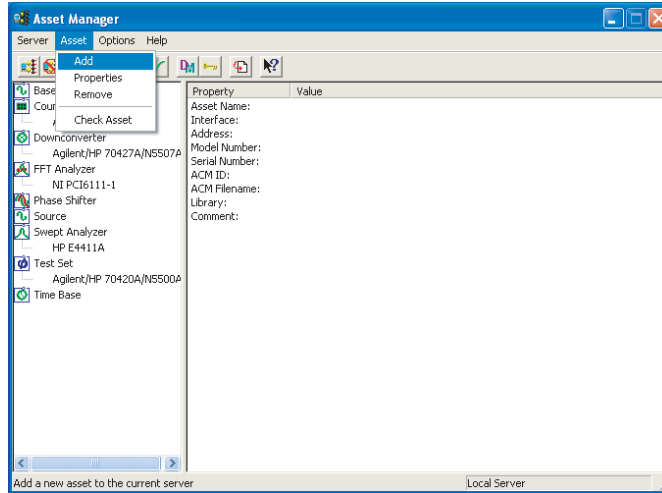 Asset Manager
Server Asset Options Help
Add
Properties
Remove
Check Asset
Base
Cour
Downconverter
Agilent/HP 70427A/N5507A
FFT Analyzer
NI PCI6111-1
Phase Shifter
Source
Swept Analyzer
HP E4411A
Test Set
Agilent/HP 70420A/N5500A
Time Base
Property Value
Asset Name:
Interface:
Address:
Model Number:
Serial Number:
ACM ID:
ACM Filename:
Library:
Comment:
Add a new asset to the current server
Local Server